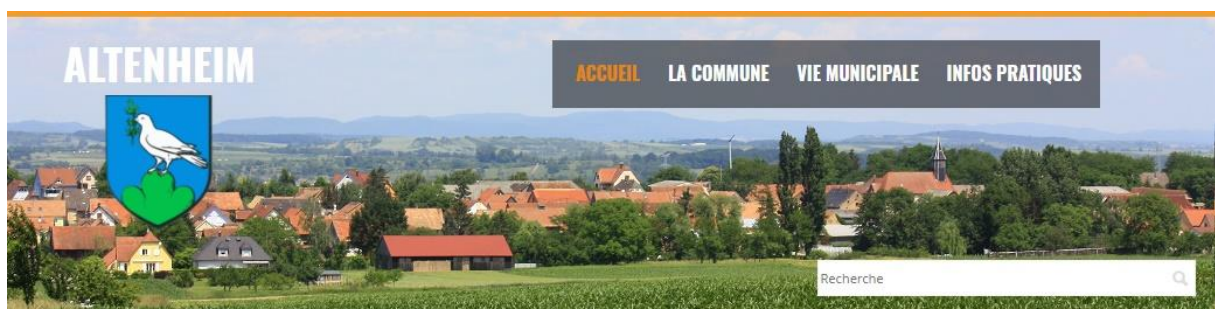 ALTENHEIM
ACCUEIL LA COMMUNE VIE MUNICIPALE INFOS PRATIQUES
Recherche